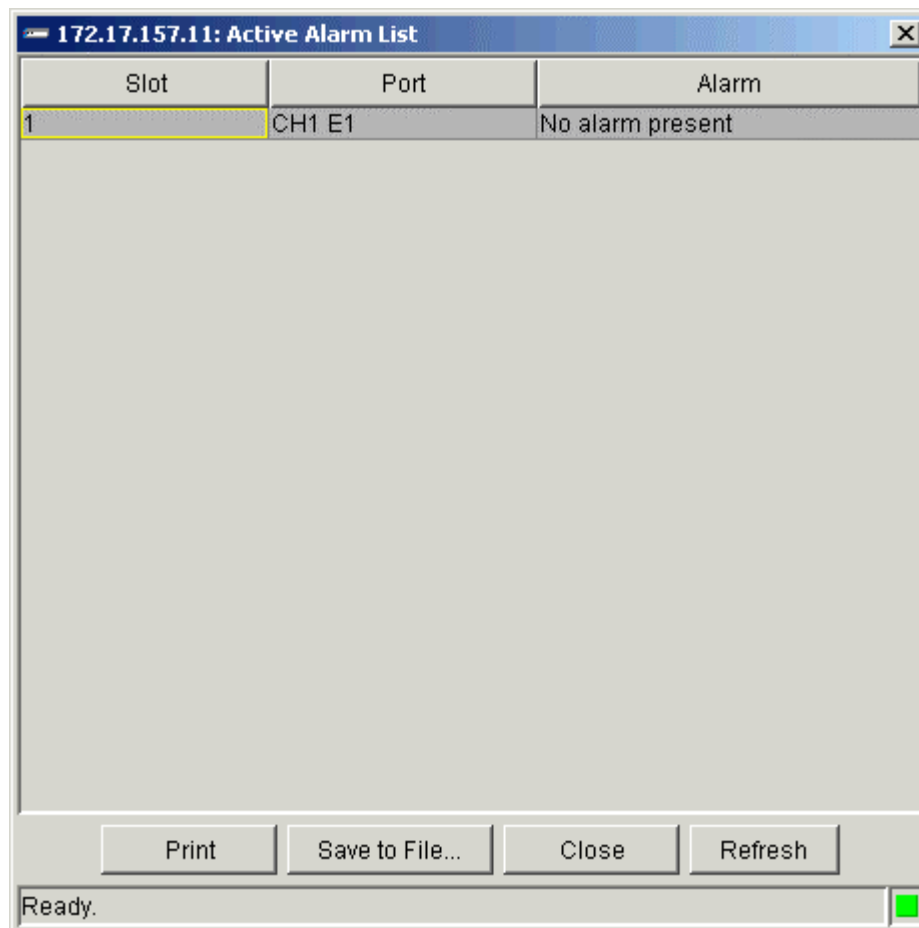 172.17.157.11: Active Alarm List
Slot Port Alarm
1 CH1 E1 No alarm present
Print Save to File... Close Refresh
Ready.